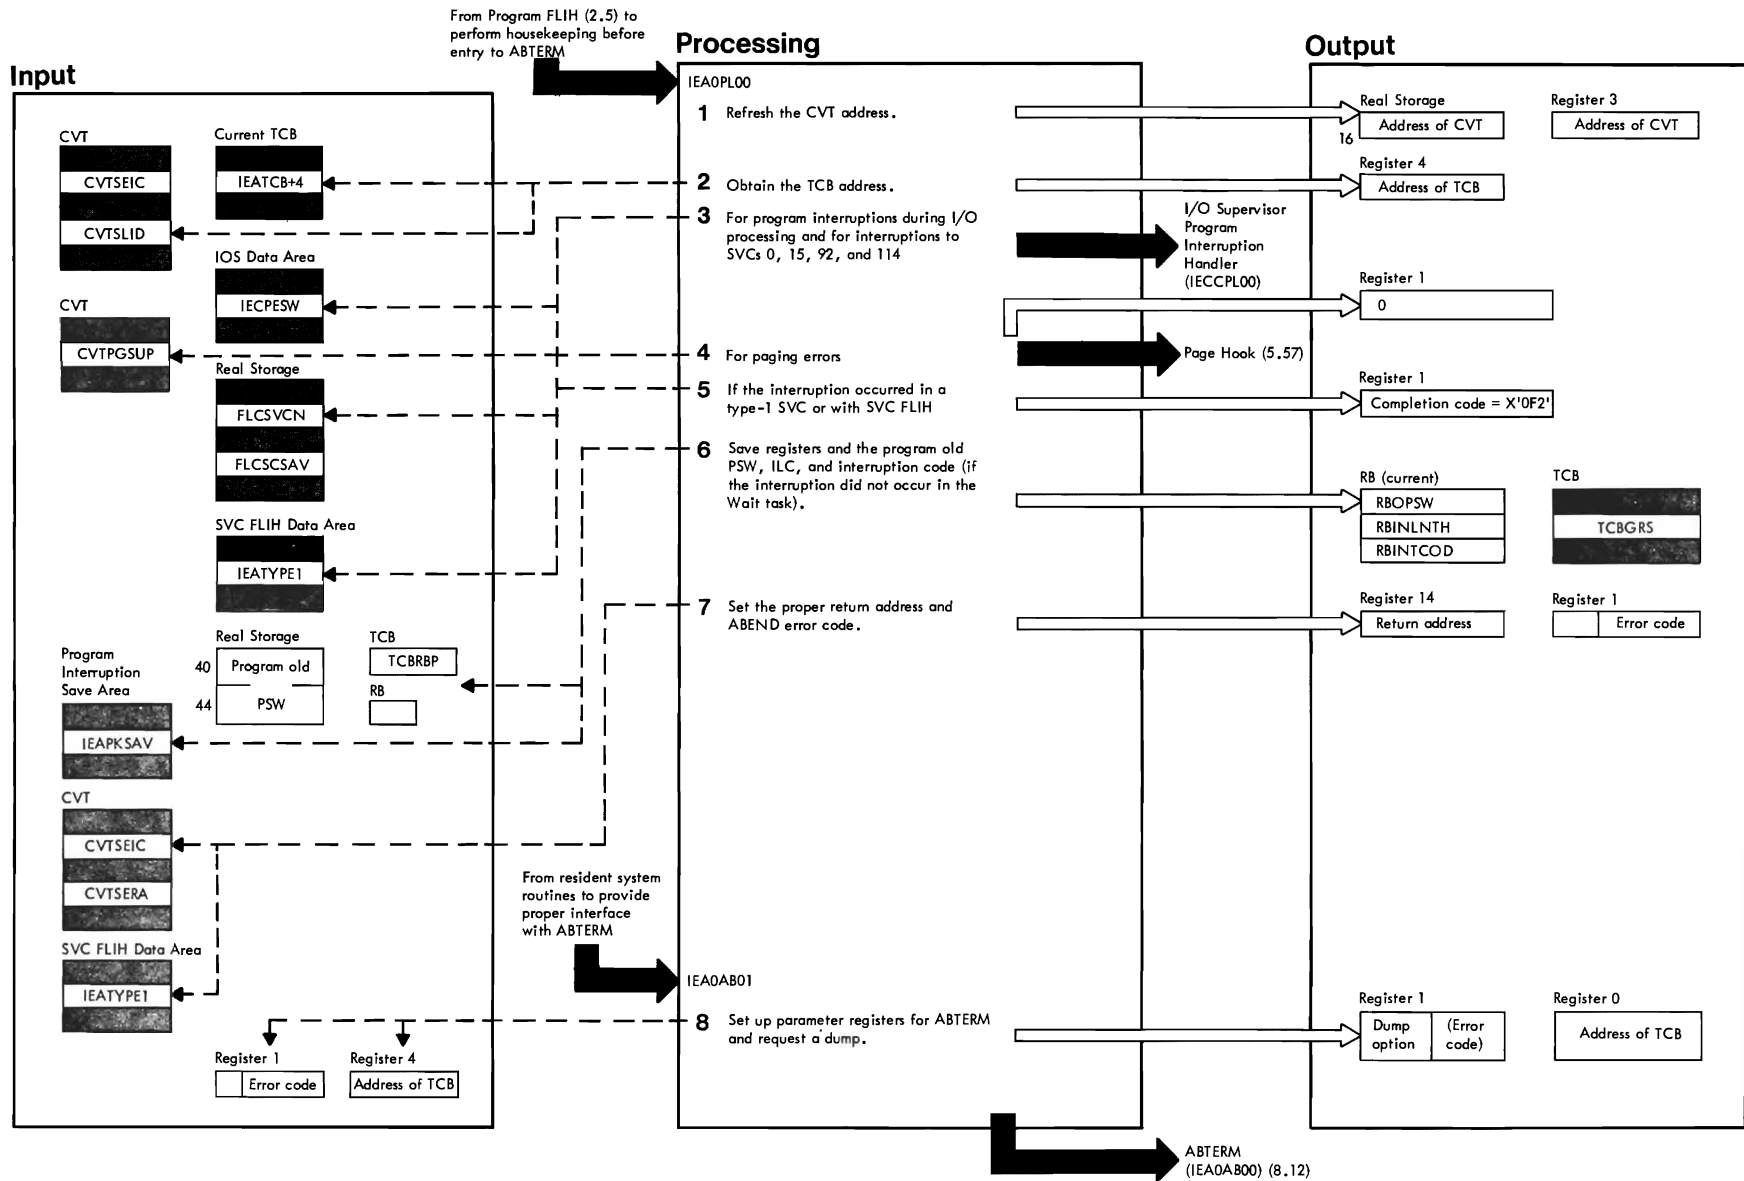 From Program FLIH (2.5) to
perform housekeeping before
entry to ABTERM
Input
CVT
CVTSEIC
CVTSLID
Current TCB
IEATCB+4
IOS Data Area
IECPESW
CVT
CVTPGSUP
Real Storage
FLCSVCN
FLCSCSAV
SVC FLIH Data Area
IEATYPE1
Program
Interruption
Save Area
IEAPKSAV
Real Storage
40 Program old
44 PSW
TCB
TCBRBP
RB
CVT
CVTSEIC
CVTSERA
SVC FLIH Data Area
IEATYPE1
Register 1
Error code
Register 4
Address of TCB
Processing
IEA0PL00
1 Refresh the CVT address.
2 Obtain the TCB address.
3 For program interruptions during I/O
processing and for interruptions to
SVCs 0, 15, 92, and 114
4 For paging errors
5 If the interruption occurred in a
type-1 SVC or with SVC FLIH
6 Save registers and the program old
PSW, ILC, and interruption code (if
the interruption did not occur in the
Wait task).
7 Set the proper return address and
ABEND error code.
From resident system
routines to provide
proper interface
with ABTERM
IEA0AB01
8 Set up parameter registers for ABTERM
and request a dump.
Output
Real Storage
16 Address of CVT
Register 3
Address of CVT
Register 4
Address of TCB
I/O Supervisor
Program
Interruption
Handler
(IECCPL00)
Register 1
0
Page Hook (5.57)
Register 1
Completion code = X'0F2'
RB (current)
RBOPSW
RBINLNTH
RBINTCOD
TCB
TCBGRS
Register 14
Return address
Register 1
Error code
Register 1
Dump
option
(Error
code)
Register 0
Address of TCB
ABTERM
(IEA0AB00) (8.12)